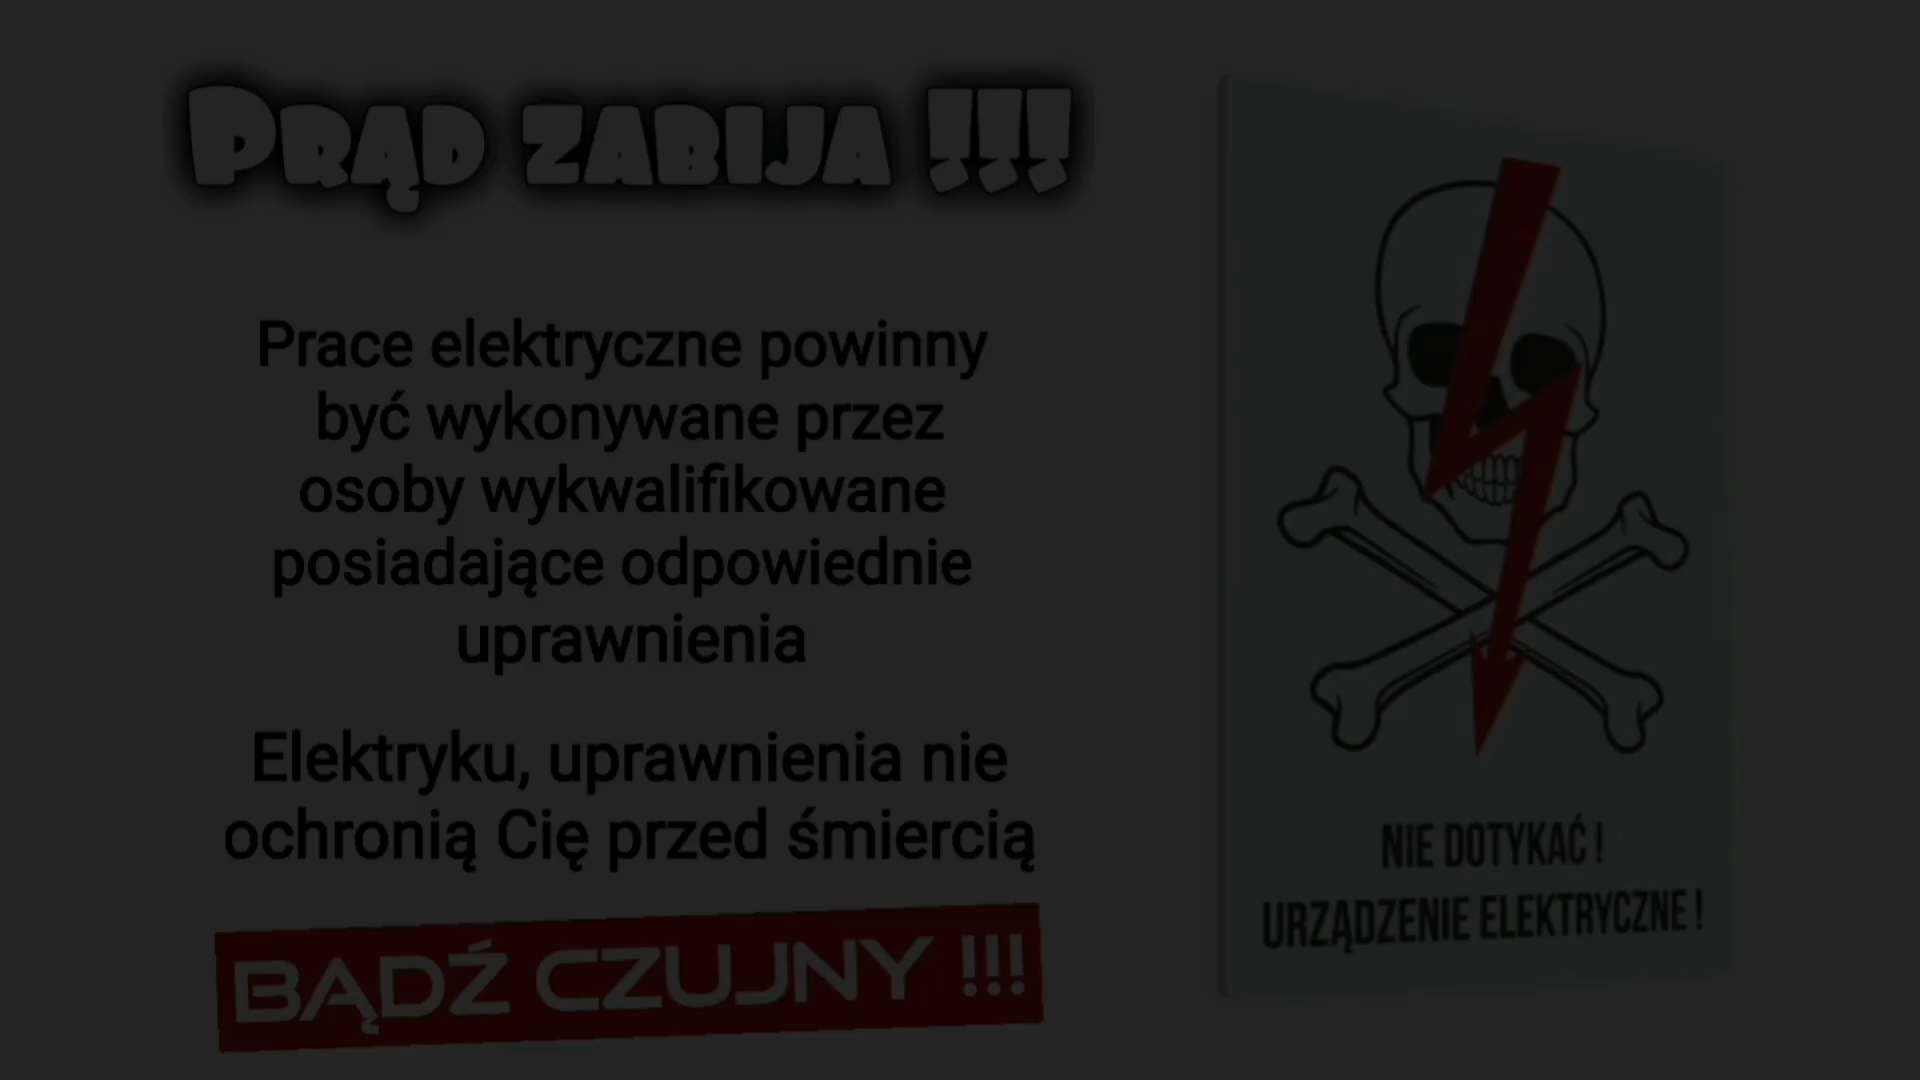 Prąd zabija !!!
Prace elektryczne powinny
być wykonywane przez
osoby wykwalifikowane
posiadające odpowiednie
uprawnienia
Elektryku, uprawnienia nie
ochronią Cię przed śmiercią
BĄDŹ CZUJNY !!!
NIE DOTYKAĆ !
URZĄDZENIE ELEKTRYCZNE !